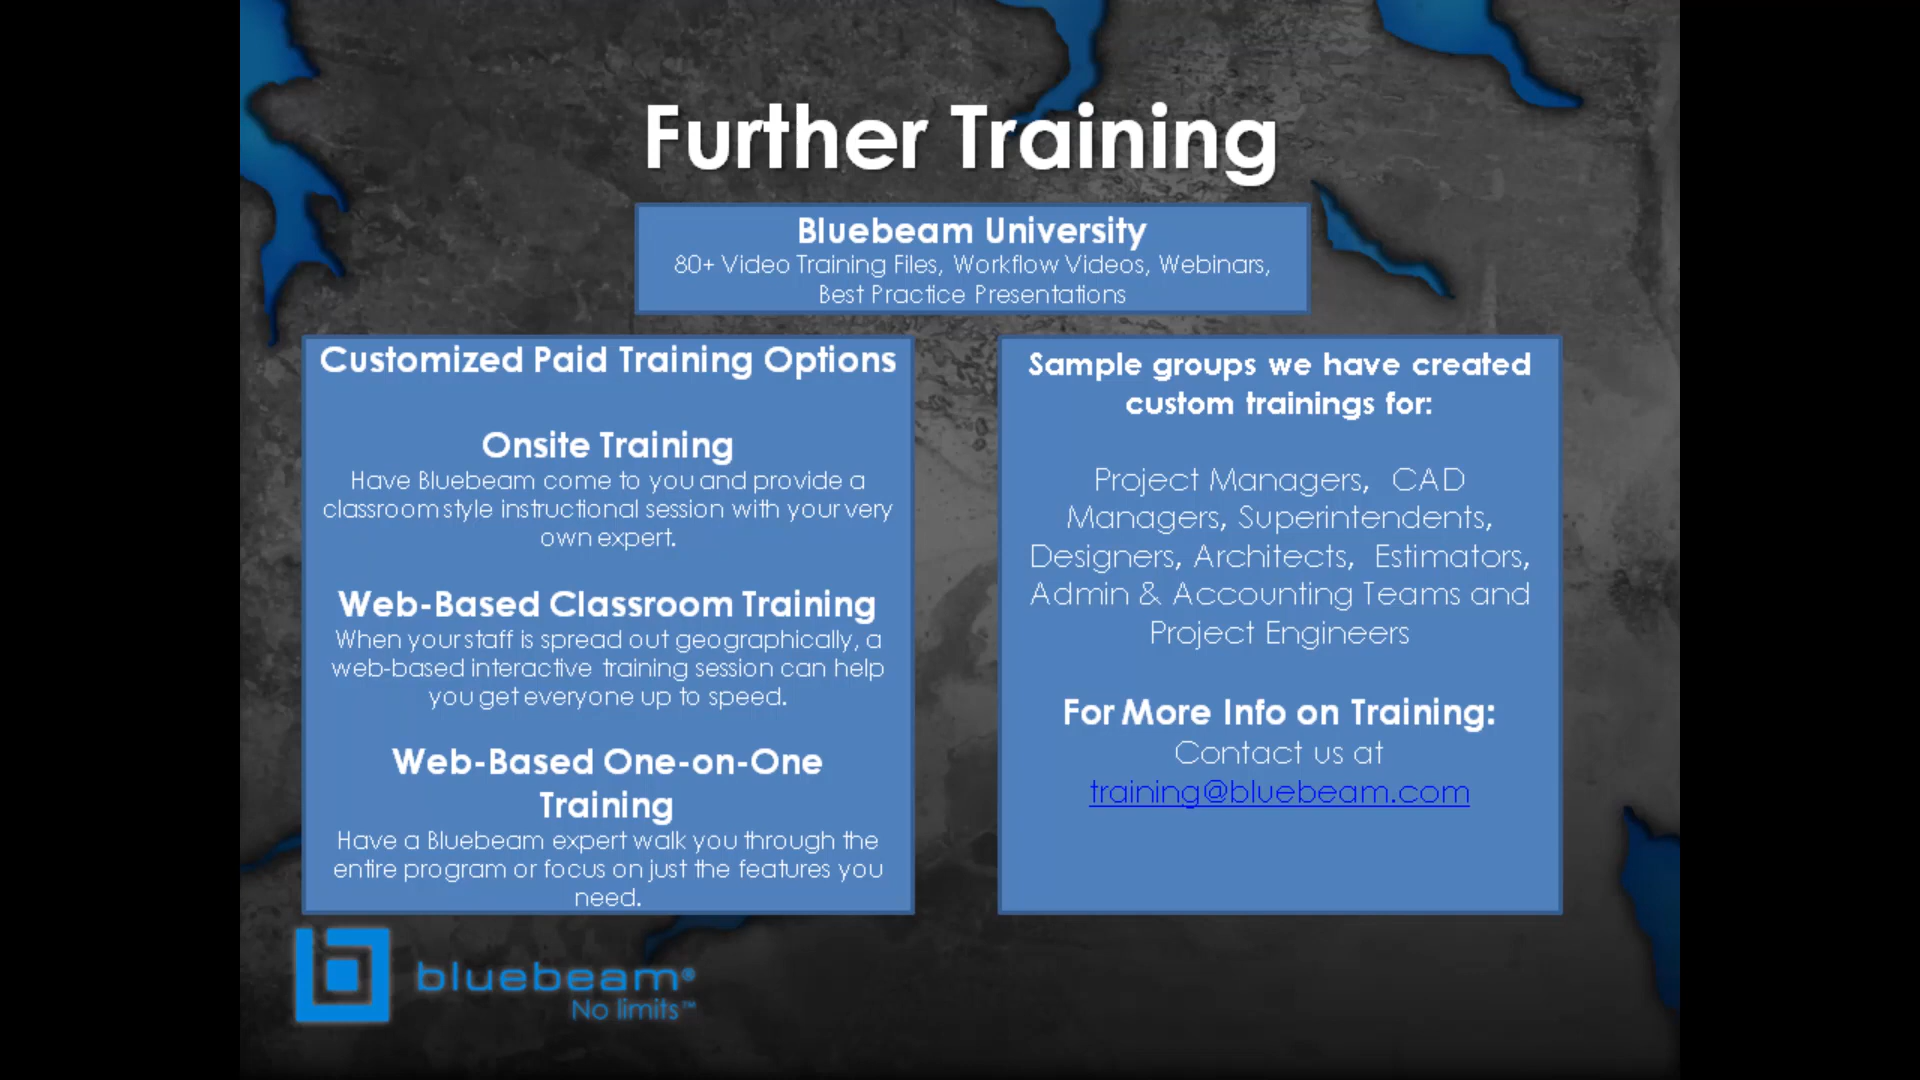 Further Training
Bluebeam University
80+ Video Training Files, Workflow Videos, Webinars,
Best Practice Presentations
Customized Paid Training Options
Onsite Training
Have Bluebeam come to you and provide a
classroom style instructional session with your very
own expert.
Web-Based Classroom Training
When your staff is spread out geographically, a
web-based interactive training session can help
you get everyone up to speed.
Web-Based One-on-One
Training
Have a Bluebeam expert walk you through the
entire program or focus on just the features you
need.
Sample groups we have created
custom trainings for:
Project Managers, CAD
Managers, Superintendents,
Designers, Architects, Estimators,
Admin & Accounting Teams and
Project Engineers
For More Info on Training:
Contact us at
training@bluebeam.com
bluebeam®
No limits™